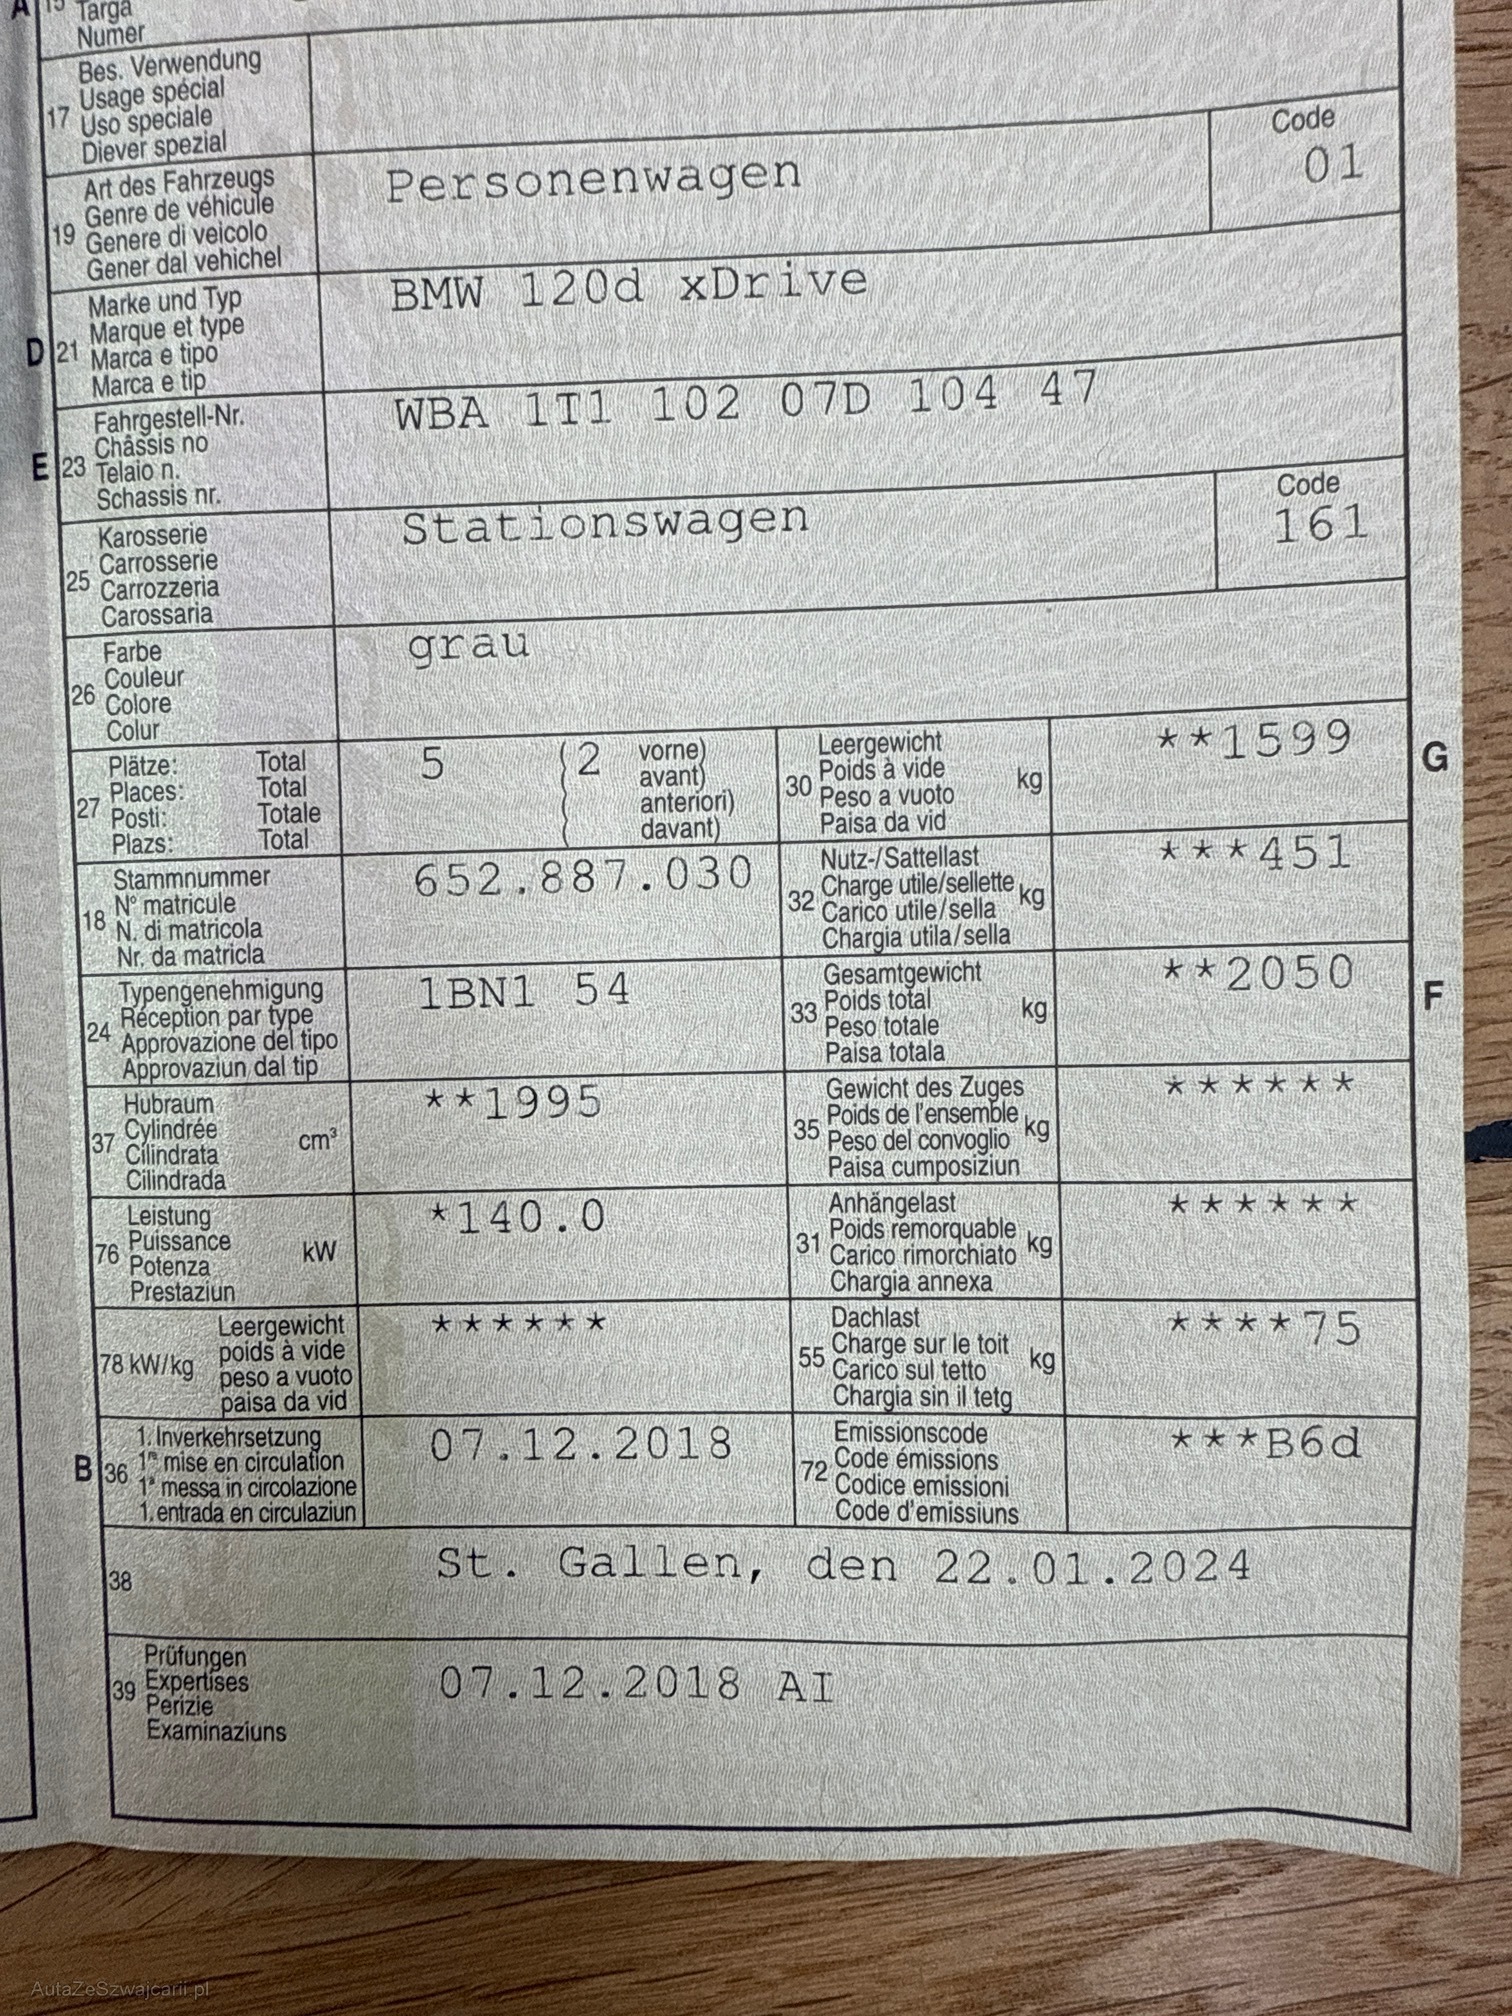 A 15 Targa
Numer
17 Bes. Verwendung
Usage spécial
Uso speciale
Diever spezial
19 Art des Fahrzeugs
Genre de véhicule
Genere di veicolo
Gener dal vehichel
Personenwagen
Code
01
D 21 Marke und Typ
Marque et type
Marca e tipo
Marca e tip
BMW 120d xDrive
E 23 Fahrgestell-Nr.
Châssis no
Telaio n.
Schassis nr.
WBA 1T1 102 07D 104 47
25 Karosserie
Carrosserie
Carrozzeria
Carossaria
Stationswagen
Code
161
26 Farbe
Couleur
Colore
Colur
grau
27 Plätze: Total
Places: Total
Posti: Totale
Plazs: Total
5 (2 vorne)
( avant)
( anteriori)
( davant)
30 Leergewicht
Poids à vide kg
Peso a vuoto
Paisa da vid
**1599
G
18 Stammnummer
N° matricule
N. di matricola
Nr. da matricla
652.887.030
32 Nutz-/Sattellast
Charge utile/sellette kg
Carico utile/sella
Chargia utila/sella
***451
24 Typengenehmigung
Réception par type
Approvazione del tipo
Approvaziun dal tip
1BN1 54
33 Gesamtgewicht
Poids total kg
Peso totale
Paisa totala
**2050
F
37 Hubraum
Cylindrée cm³
Cilindrata
Cilindrada
**1995
35 Gewicht des Zuges
Poids de l'ensemble kg
Peso del convoglio
Paisa cumposiziun
******
76 Leistung
Puissance kW
Potenza
Prestaziun
*140.0
31 Anhängelast
Poids remorquable
Carico rimorchiato kg
Chargia annexa
******
78 kW/kg Leergewicht
poids à vide
peso a vuoto
paisa da vid
******
55 Dachlast
Charge sur le toit
Carico sul tetto kg
Chargia sin il tetg
****75
B 36 1. Inverkehrsetzung
1re mise en circulation
1a messa in circolazione
1. entrada en circulaziun
07.12.2018
72 Emissionscode
Code émissions
Codice emissioni
Code d'emissiuns
***B6d
38 St. Gallen, den 22.01.2024
39 Prüfungen
Expertises
Perizie
Examinaziuns
07.12.2018 AI
AutaZeSzwajcarii.pl